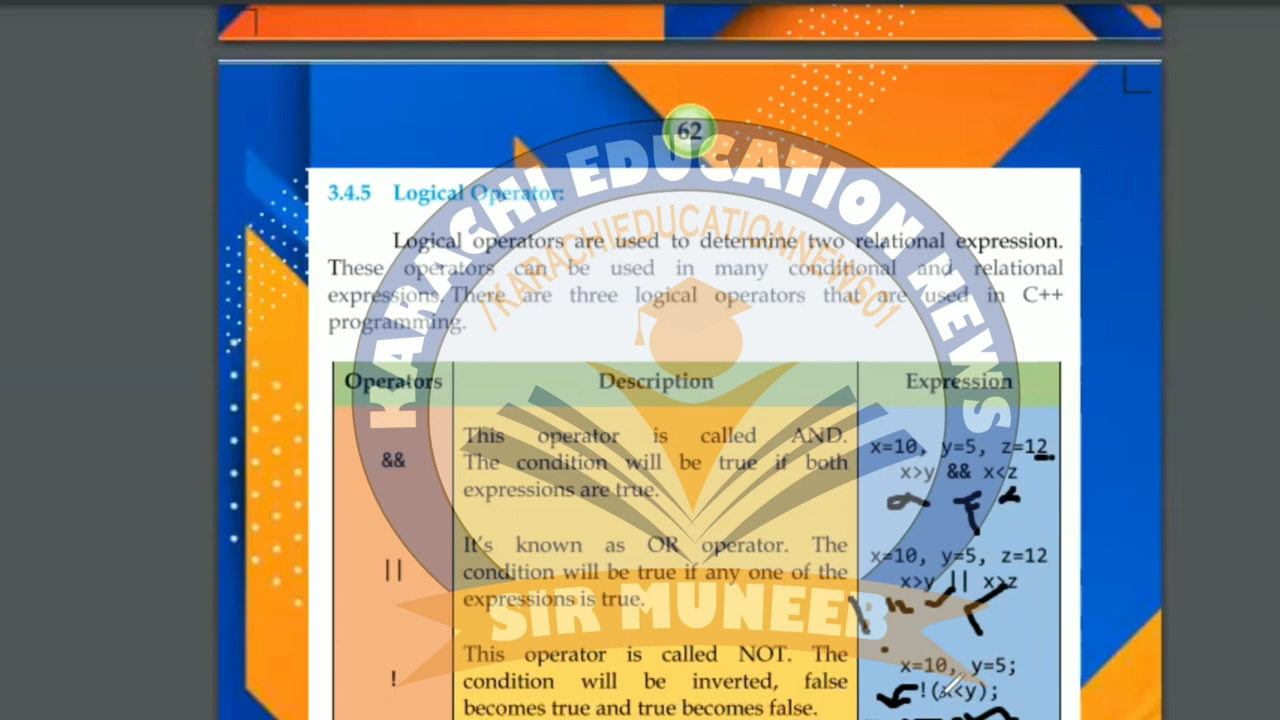 62
KARACHI EDUCATION NEWS
/KARACHIEDUCATIONNEWS01
3.4.5 Logical Operator:
Logical operators are used to determine two relational expression.
These operators can be used in many conditional and relational
expressions. There are three logical operators that are used in C++
programming.
Operators Description Expression
&& This operator is called AND. The condition will be true if both expressions are true. x=10, y=5, z=12 x>y && x<z
|| It's known as OR operator. The condition will be true if any one of the expressions is true. x=10, y=5, z=12 x>y || x>z
SIR MUNEEB
! This operator is called NOT. The condition will be inverted, false becomes true and true becomes false. x=10, y=5; !(x<y);